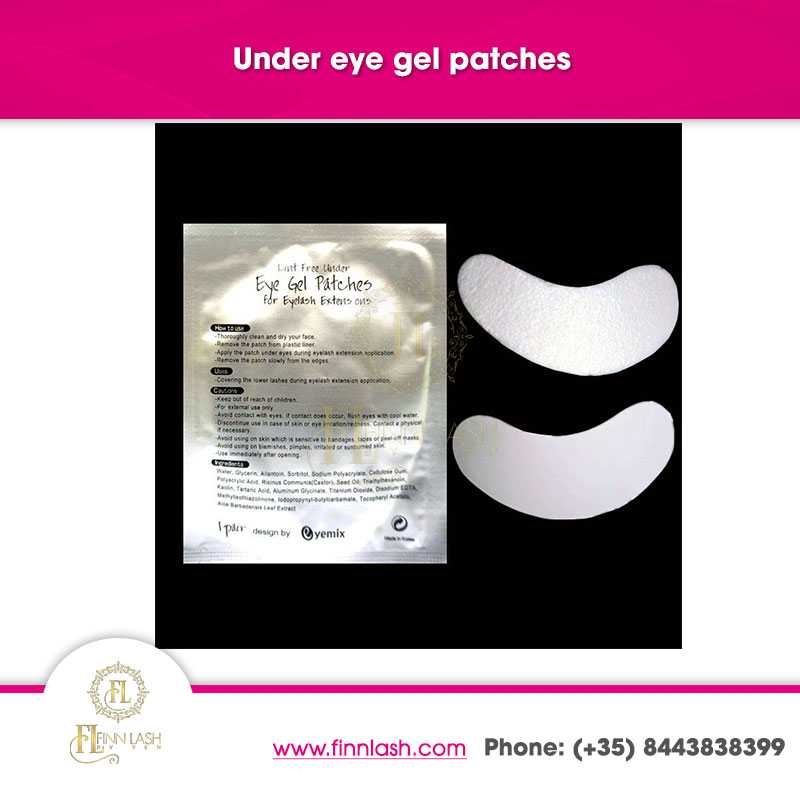 Under eye gel patches
Lint Free Under
Eye Gel Patches
for Eyelash Extensions
How to use
-Thoroughly clean and dry your face.
-Remove the patch from plastic liner.
-Apply the patch under eyes during eyelash extension application.
-Remove the patch slowly from the edges.
Uses
-Covering the lower lashes during eyelash extension application.
Cautions
-Keep out of reach of children.
-For external use only.
-Avoid contact with eyes. If contact does occur, flush eyes with cool water.
-Discontinue use in case of skin or eye irritation/redness. Contact a physician
if necessary.
-Avoid using on skin which is sensitive to bandages, tapes or peel-off masks.
-Avoid using on blemishes, pimples, irritated or sunburned skin.
-Use immediately after opening.
Ingredients
Water, Glycerin, Allantoin, Sorbitol, Sodium Polyacrylate, Cellulose Gum,
Polyacrylic Acid, Ricinus Communis(Castor), Seed Oil, Triethylhexanoin,
Kaolin, Tartaric Acid, Aluminum Glycinate, Titanium Dioxide, Disodium EDTA,
Methylisothiazolinone, Iodopropynyl-butylcarbamate, Tocopheryl Acetate,
Aloe Barbadensis Leaf Extract
1 pair design by eyemix
Made in Korea
FL
FINN LASH
FL
FL FINN LASH
BY YEN
www.finnlash.com Phone: (+35) 8443838399